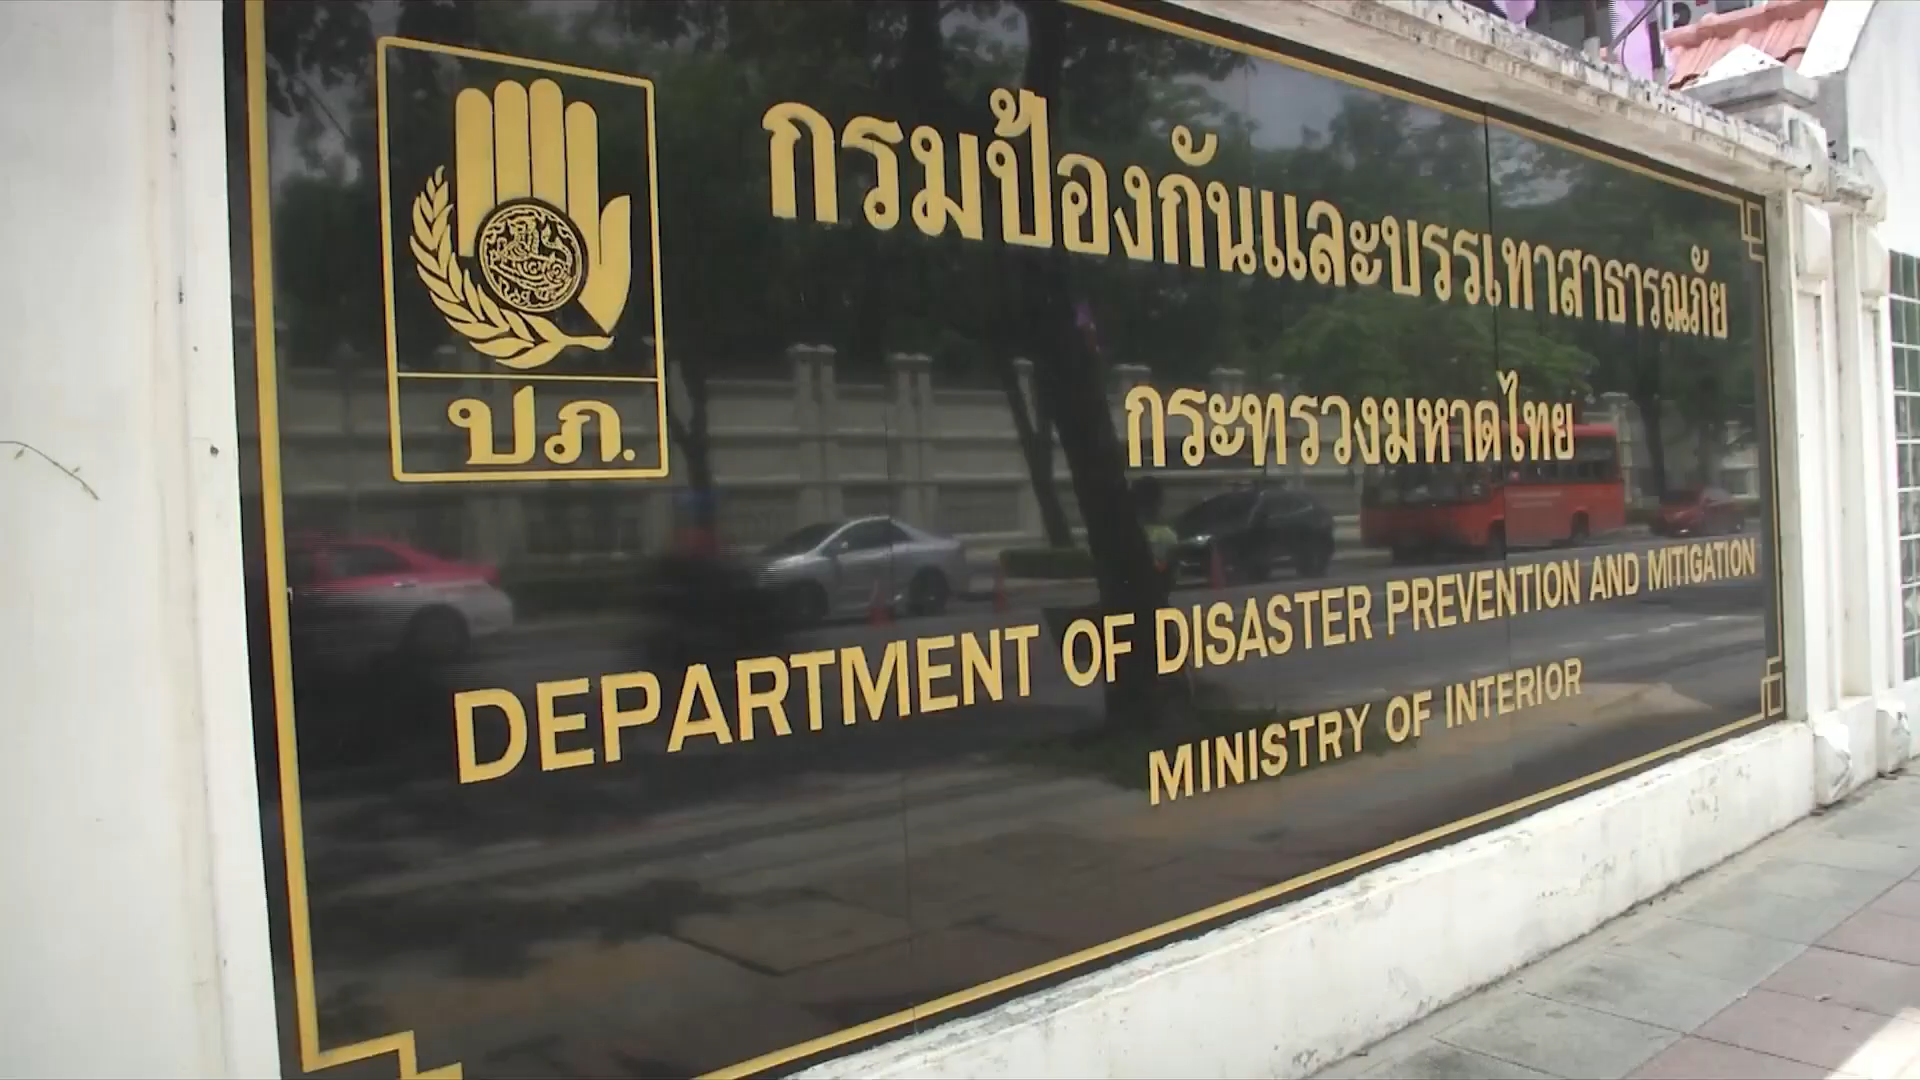 ปภ.
กรมป้องกันและบรรเทาสาธารณภัย
กระทรวงมหาดไทย
DEPARTMENT OF DISASTER PREVENTION AND MITIGATION
MINISTRY OF INTERIOR